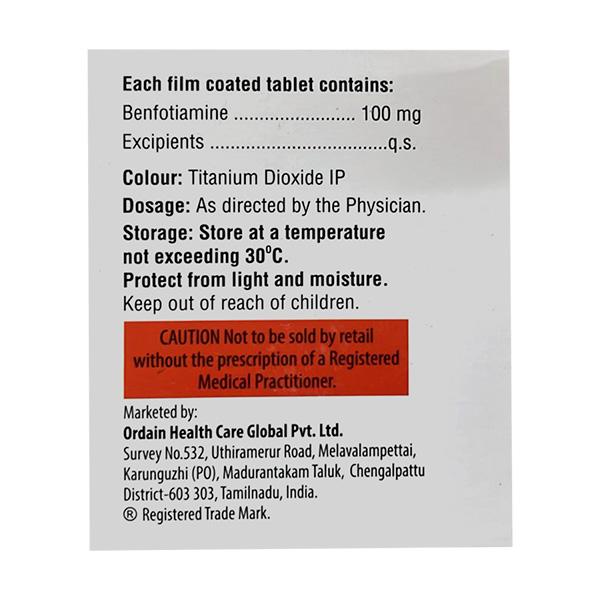 Each film coated tablet contains:
Benfotiamine ........................ 100 mg
Excipients ...................................q.s.
Colour: Titanium Dioxide IP
Dosage: As directed by the Physician.
Storage: Store at a temperature
not exceeding 30⁰C.
Protect from light and moisture.
Keep out of reach of children.
CAUTION Not to be sold by retail
without the prescription of a Registered
Medical Practitioner.
Marketed by:
Ordain Health Care Global Pvt. Ltd.
Survey No.532, Uthiramerur Road, Melavalampettai,
Karunguzhi (PO), Madurantakam Taluk, Chengalpattu
District-603 303, Tamilnadu, India.
® Registered Trade Mark.